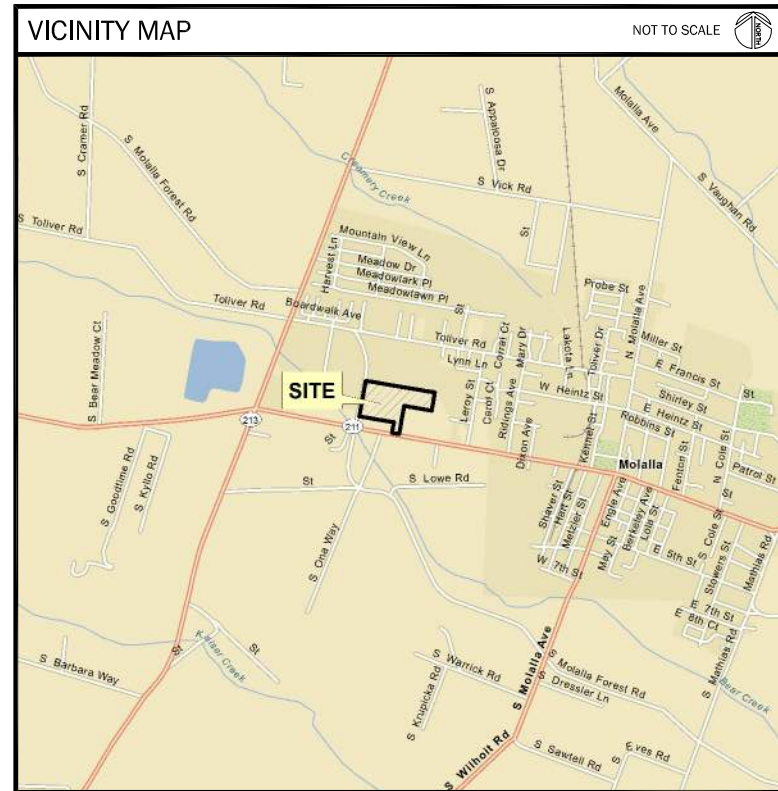 VICINITY MAP
NOT TO SCALE
NORTH
S Cramer Rd
S Molalla Forest Rd
S Appaloosa Dr
Molalla Ave
S Vaughan Rd
Creamery Creek
S Vick Rd
St
S Toliver Rd
Mountain View Ln
Harvest Ln
Meadow Dr
Meadowlark Pl
Meadowlawn Pl
Probe St
Toliver Rd
Boardwalk Ave
St
Toliver Rd
Lynn Ln
Corral Ct
Mary Dr
Lakota Ln
Toliver Dr
N Molalla Ave
Miller St
E Francis St
S Bear Meadow Ct
SITE
Leroy St
Carol Ct
Ridings Ave
W Heintz St
Shirley St
St
E Heintz St
Robbins St
213
211
St
Dixon Ave
Kennel St
Molalla
Fenton St
N Cole St
Patrol St
S Goodtime Rd
S Kyllo Rd
St
S Lowe Rd
Shaver St
Hart St
Metzler St
Engle Ave
Berkeley Ave
Lola St
St
S Ona Way
May St
W 7th St
E 5th St
S Cole St
Stowers St
Mathias Rd
E 7th St
E 8th Ct
St
St
Kaiser Creek
S Barbara Way
S Krupicka Rd
S Warrick Rd
S Molalla Ave
S Molalla Forest Rd
S Dressler Ln
S Mathias Rd
Bear Creek
S Wilhoit Rd
S Sawtell Rd
S Eves Rd